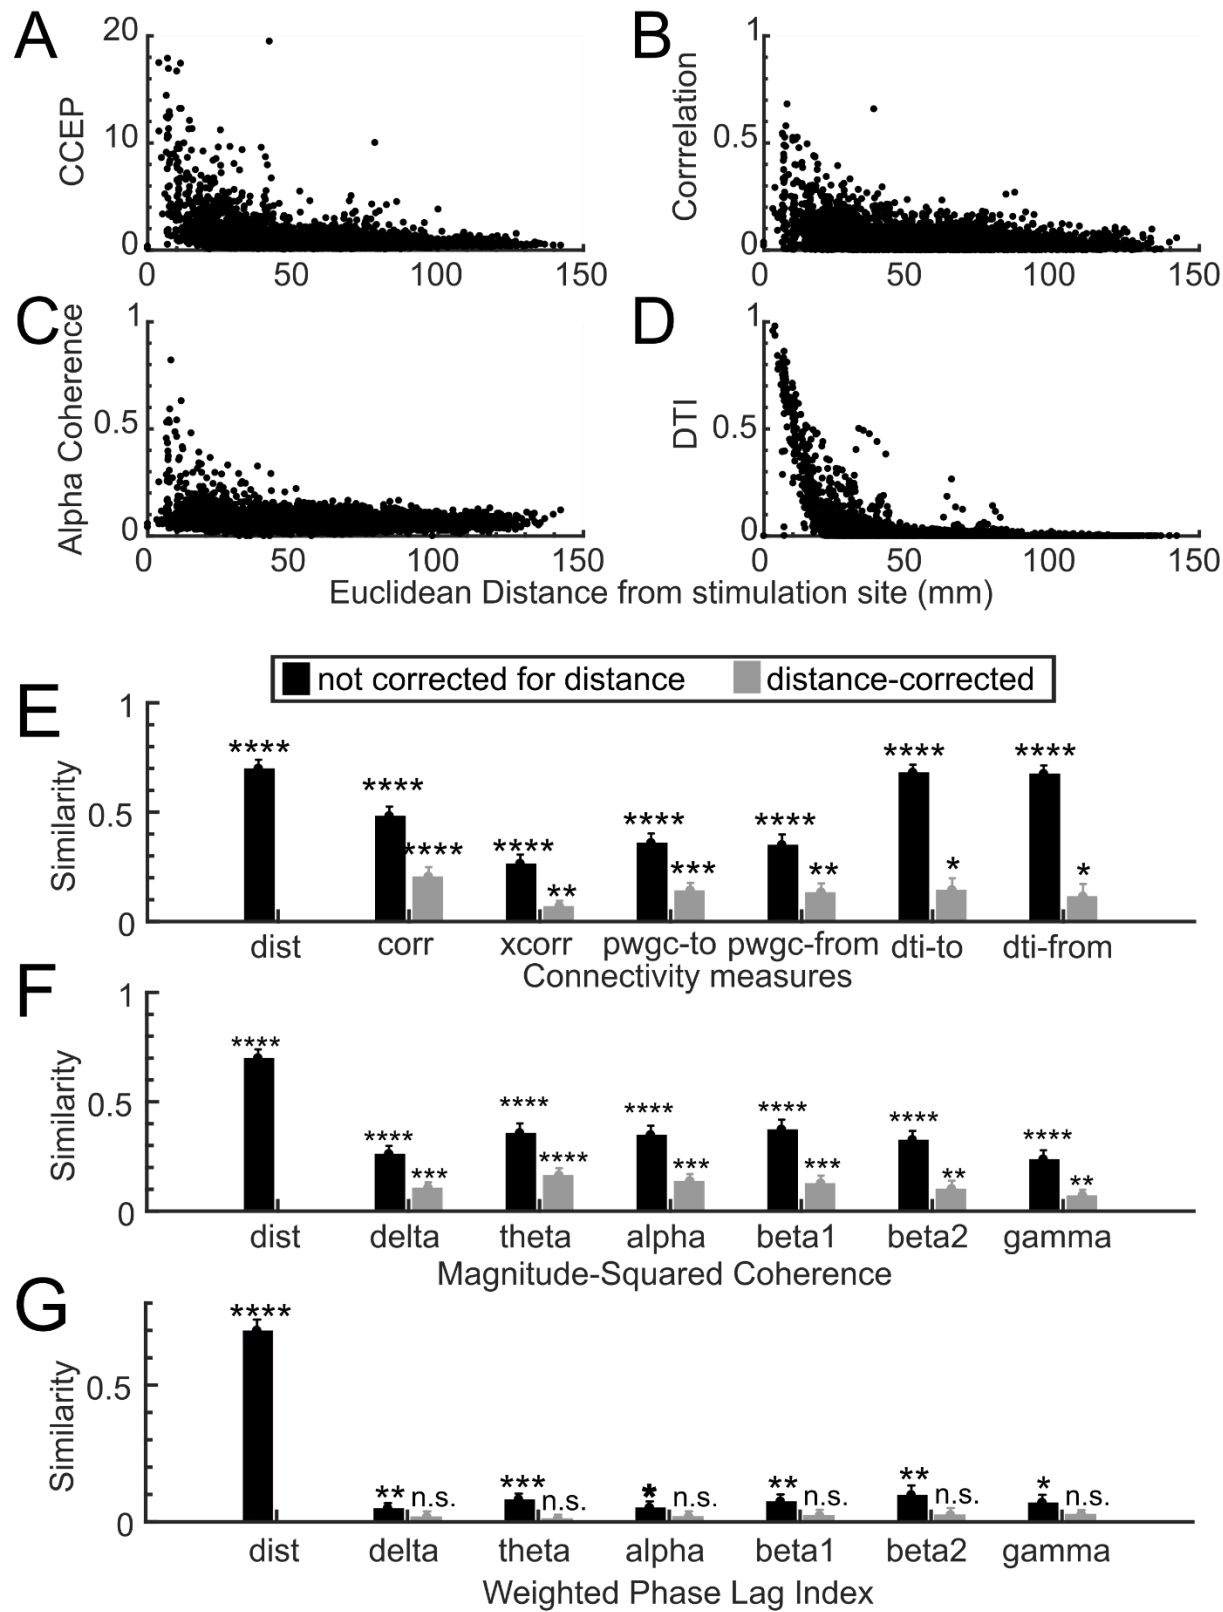 A
20
10
0
CCEP
0 50 100 150
B
1
0.5
0
Corrrelation
0 50 100 150
C
1
0.5
0
Alpha Coherence
0 50 100 150
D
1
0.5
0
DTI
0 50 100 150
Euclidean Distance from stimulation site (mm)
not corrected for distance distance-corrected
E
1
0.5
0
Similarity
**** **** **** **** **** **** **** **** ** *** ** * *
dist corr xcorr pwgc-to pwgc-from dti-to dti-from
Connectivity measures
F
1
0.5
0
Similarity
**** **** *** **** **** **** *** **** *** **** ** **** **
dist delta theta alpha beta1 beta2 gamma
Magnitude-Squared Coherence
G
0.5
0
Similarity
**** ** n.s. *** n.s. * n.s. ** n.s. ** n.s. * n.s.
dist delta theta alpha beta1 beta2 gamma
Weighted Phase Lag Index